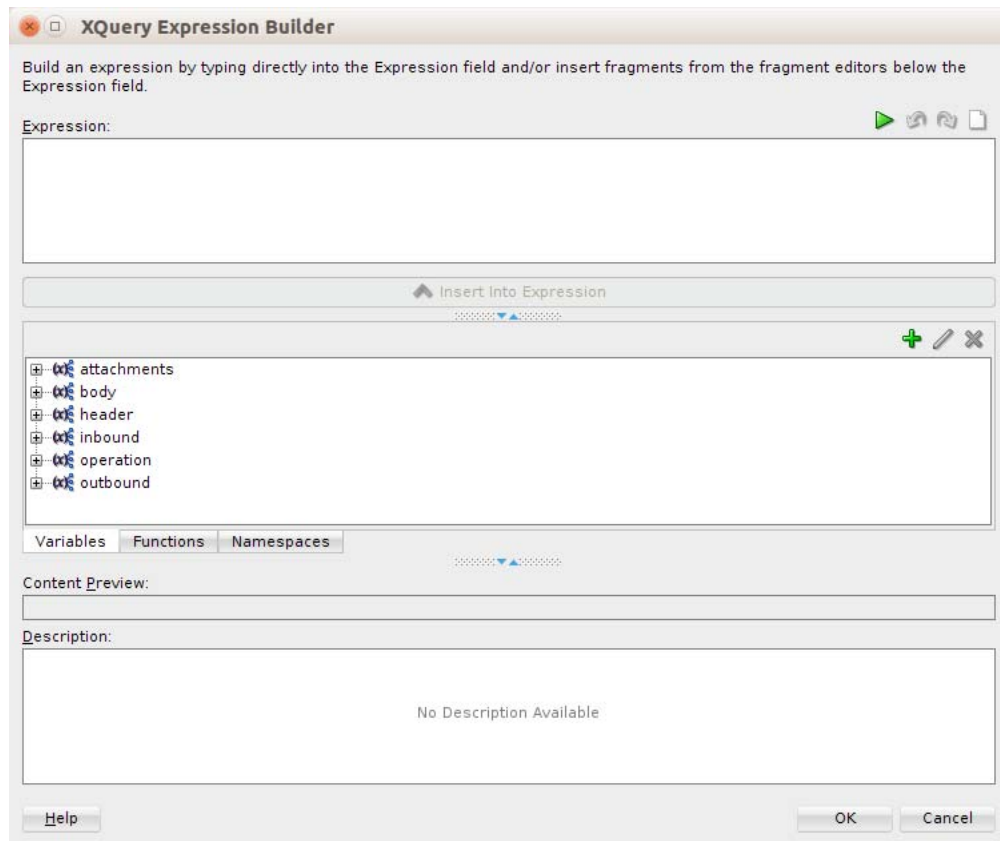 XQuery Expression Builder
Build an expression by typing directly into the Expression field and/or insert fragments from the fragment editors below the
Expression field.
Expression:
Insert Into Expression
(x) attachments
(x) body
(x) header
(x) inbound
(x) operation
(x) outbound
Variables Functions Namespaces
Content Preview:
Description:
No Description Available
Help OK Cancel